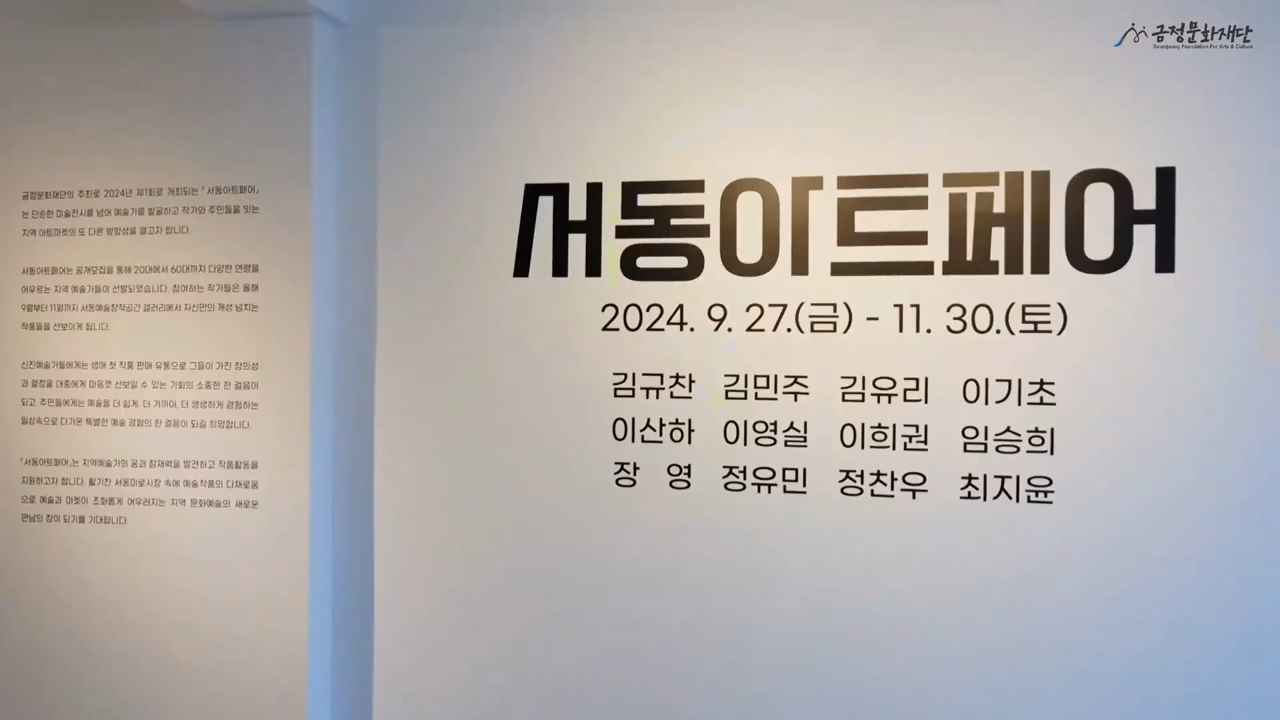 금정문화재단
Geumjeong Foundation For Arts & Culture
금정문화재단의 주최로 2024년 제1회로 개최되는 「서동아트페어」
는 단순한 미술전시를 넘어 예술가를 발굴하고 작가와 주민들을 잇는
지역 아트마켓의 또 다른 방향성을 열고자 합니다.
서동아트페어는 공개모집을 통해 20대에서 60대까지 다양한 연령을
아우르는 지역 예술가들이 선발되었습니다. 참여하는 작가들은 올해
9월부터 11월까지 서동예술창작공간 갤러리에서 자신만의 개성 넘치는
작품들을 선보이게 됩니다.
신진예술가들에게는 생애 첫 작품 판매·유통으로 그들이 가진 창의성
과 열정을 대중에게 마음껏 선보일 수 있는 기회의 소중한 한 걸음이
되고, 주민들에게는 예술을 더 쉽게, 더 가까이, 더 생생하게 경험하는
일상속으로 다가온 특별한 예술 경험의 한 걸음이 되길 희망합니다.
「서동아트페어」는 지역예술가의 꿈과 잠재력을 발견하고 작품활동을
지원하고자 합니다. 활기찬 서동미로시장 속에 예술작품의 다채로움
으로 예술과 마켓이 조화롭게 어우러지는 지역 문화예술의 새로운
만남의 장이 되기를 기대합니다.
서동아트페어
2024. 9. 27.(금) - 11. 30.(토)
김규찬 김민주 김유리 이기초
이산하 이영실 이희권 임승희
장 영 정유민 정찬우 최지윤